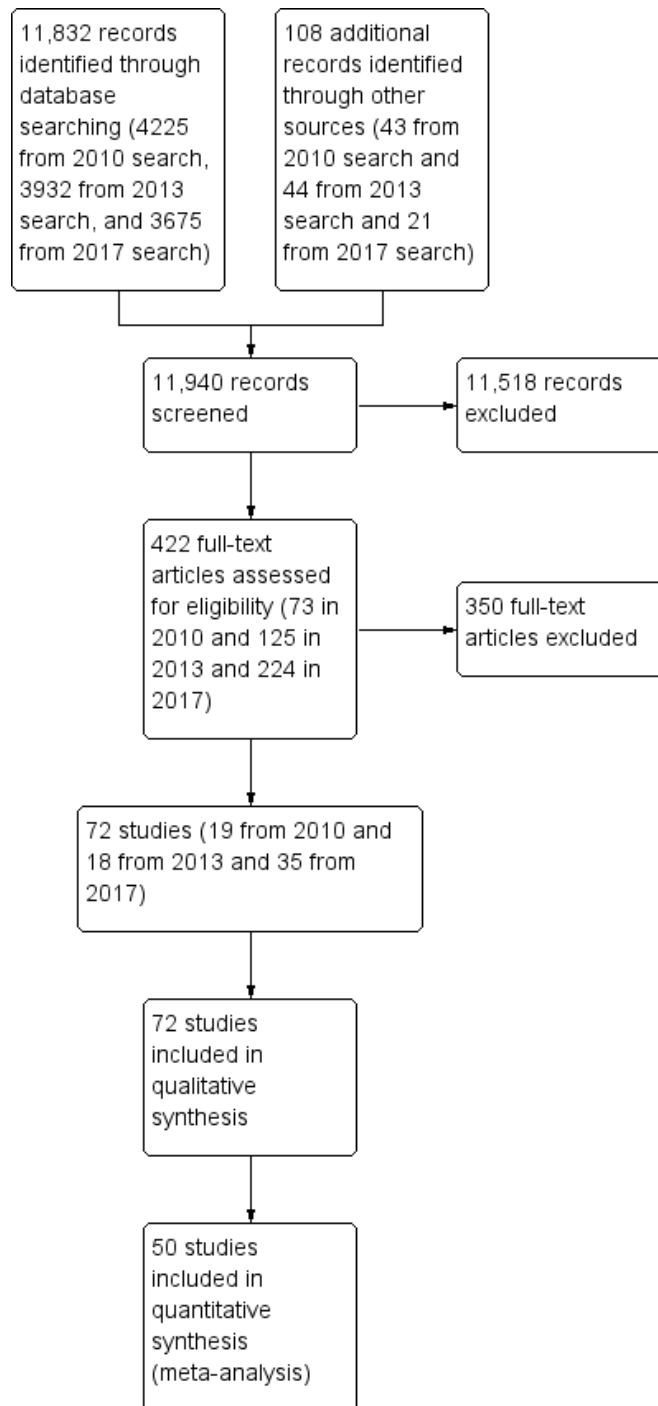 11,832 records
identified through
database
searching (4225
from 2010 search,
3932 from 2013
search, and 3675
from 2017 search)
108 additional
records identified
through other
sources (43 from
2010 search and
44 from 2013
search and 21
from 2017 search)
11,940 records
screened
11,518 records
excluded
422 full-text
articles assessed
for eligibility (73 in
2010 and 125 in
2013 and 224 in
2017)
350 full-text
articles excluded
72 studies (19 from 2010 and
18 from 2013 and 35 from
2017)
72 studies
included in
qualitative
synthesis
50 studies
included in
quantitative
synthesis
(meta-analysis)